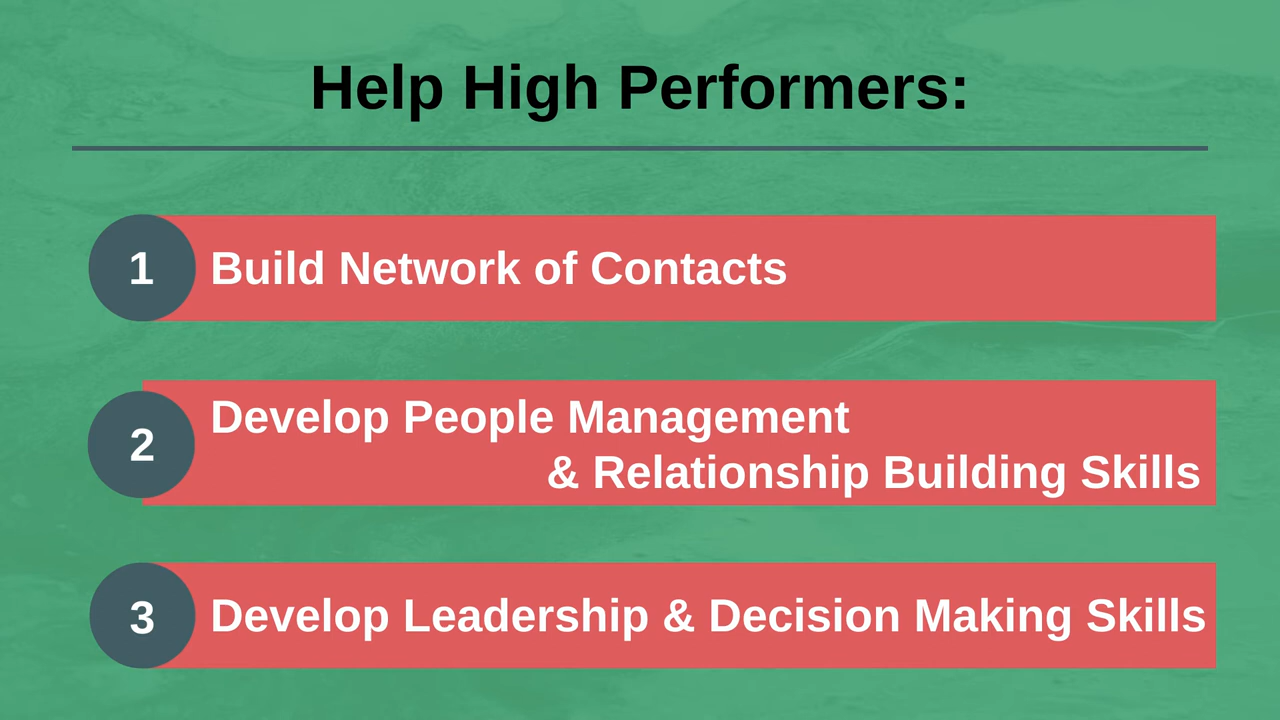 Help High Performers:
1 Build Network of Contacts
2 Develop People Management
& Relationship Building Skills
3 Develop Leadership & Decision Making Skills